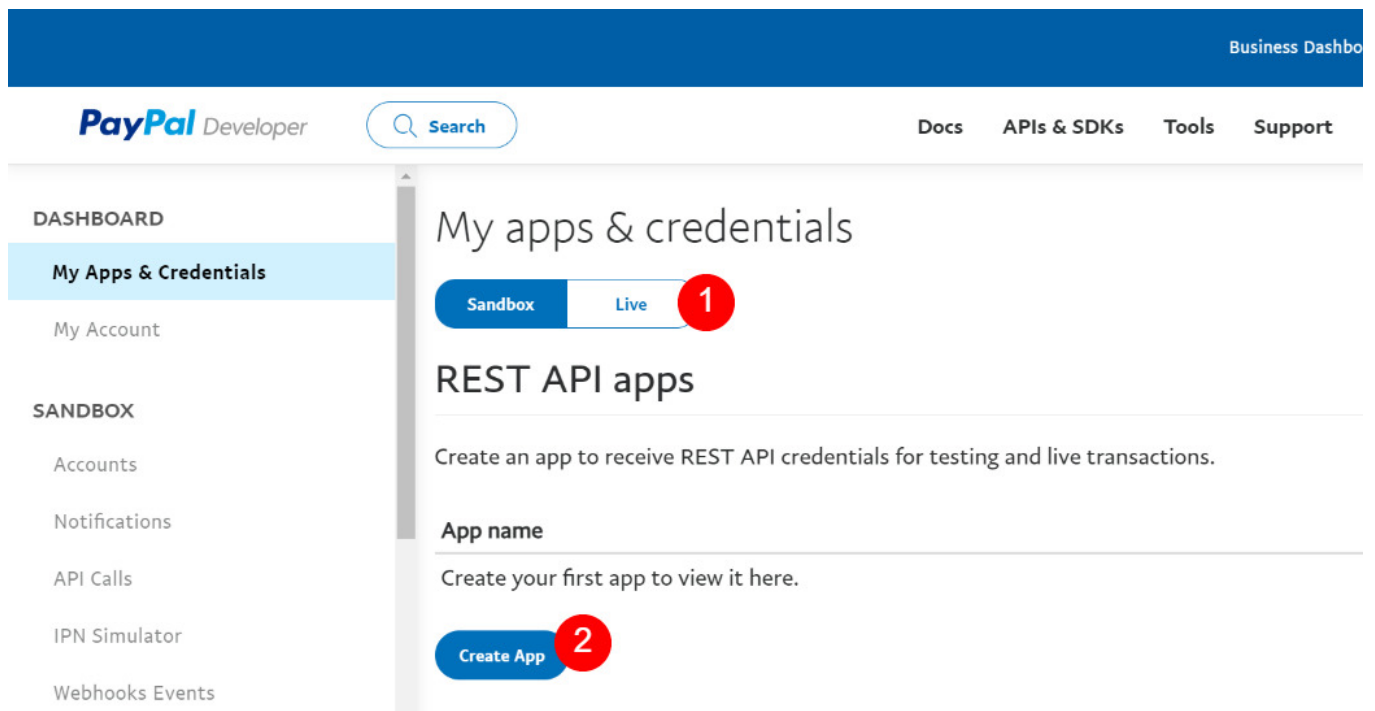 Business Dashbo
PayPal Developer
Search
Docs APIs & SDKs Tools Support
DASHBOARD
My Apps & Credentials
My Account
SANDBOX
Accounts
Notifications
API Calls
IPN Simulator
Webhooks Events
My apps & credentials
Sandbox Live 1
REST API apps
Create an app to receive REST API credentials for testing and live transactions.
App name
Create your first app to view it here.
Create App 2